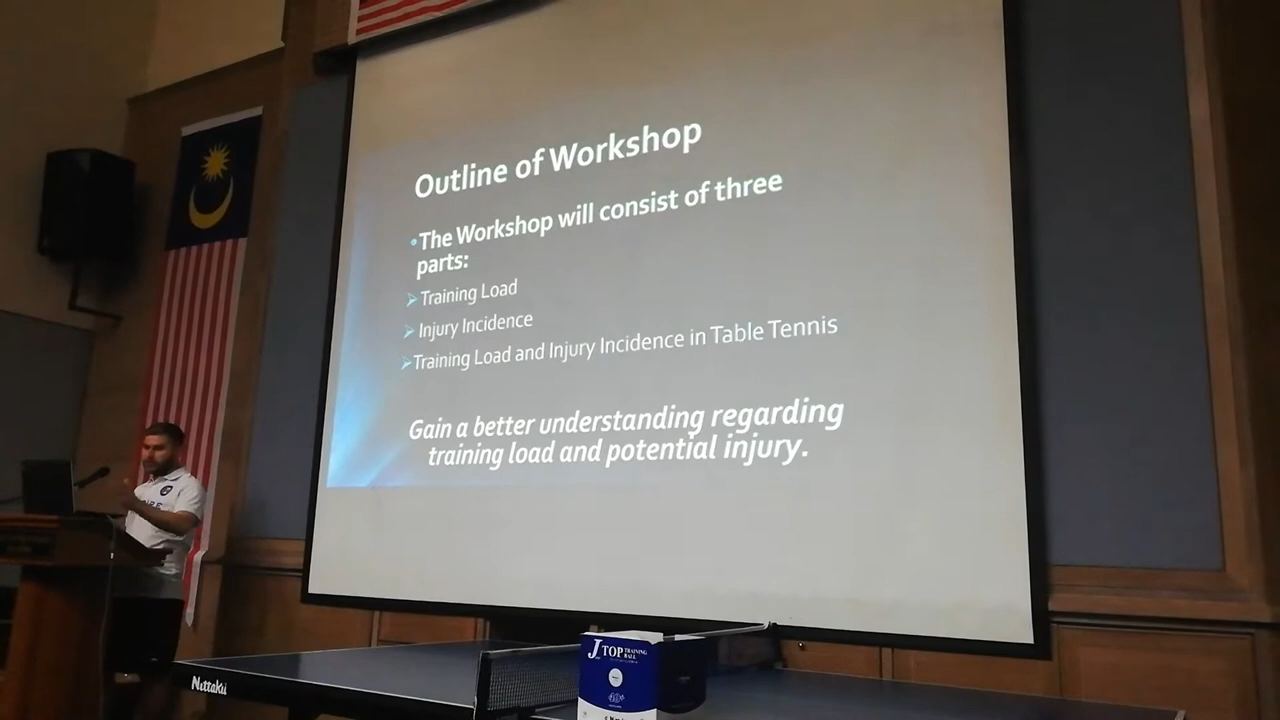 Outline of Workshop
•The Workshop will consist of three
parts:
➢Training Load
➢Injury Incidence
➢Training Load and Injury Incidence in Table Tennis
Gain a better understanding regarding
training load and potential injury.
Nittaku
J TOP TRAINING
BALL